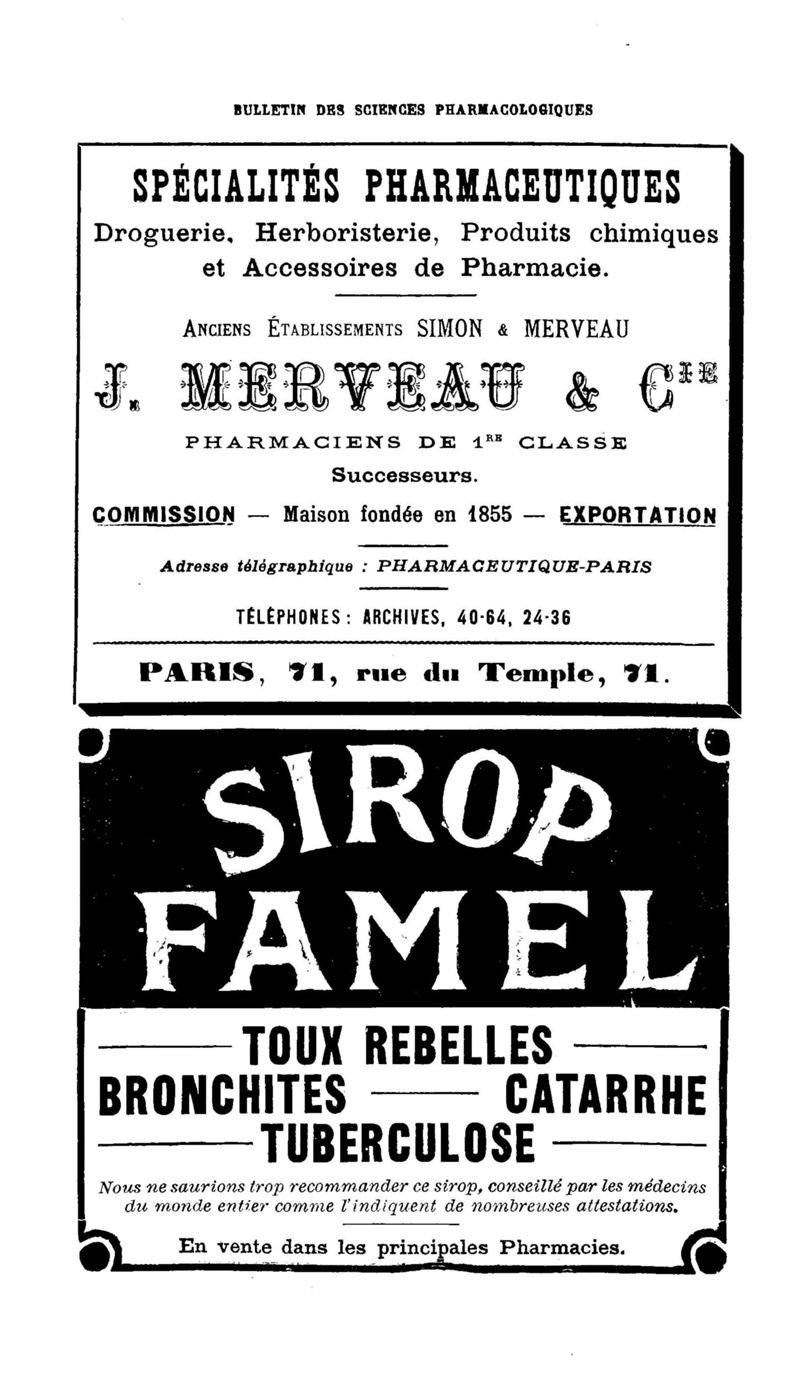 BULLETIN DES SCIENCES PHARMACOLOGIQUES
SPÉCIALITÉS PHARMACEUTIQUES
Droguerie, Herboristerie, Produits chimiques
et Accessoires de Pharmacie.
ANCIENS ÉTABLISSEMENTS SIMON & MERVEAU
J. MERVEAU & CIE
PHARMACIENS DE 1RE CLASSE
Successeurs.
COMMISSION — Maison fondée en 1855 — EXPORTATION
Adresse télégraphique : PHARMACEUTIQUE-PARIS
TÉLÉPHONES : ARCHIVES, 40-64, 24-36
PARIS, 71, rue du Temple, 71.
SIROP
FAMEL
TOUX REBELLES
BRONCHITES — CATARRHE
TUBERCULOSE
Nous ne saurions trop recommander ce sirop, conseillé par les médecins
du monde entier comme l'indiquent de nombreuses attestations.
En vente dans les principales Pharmacies.